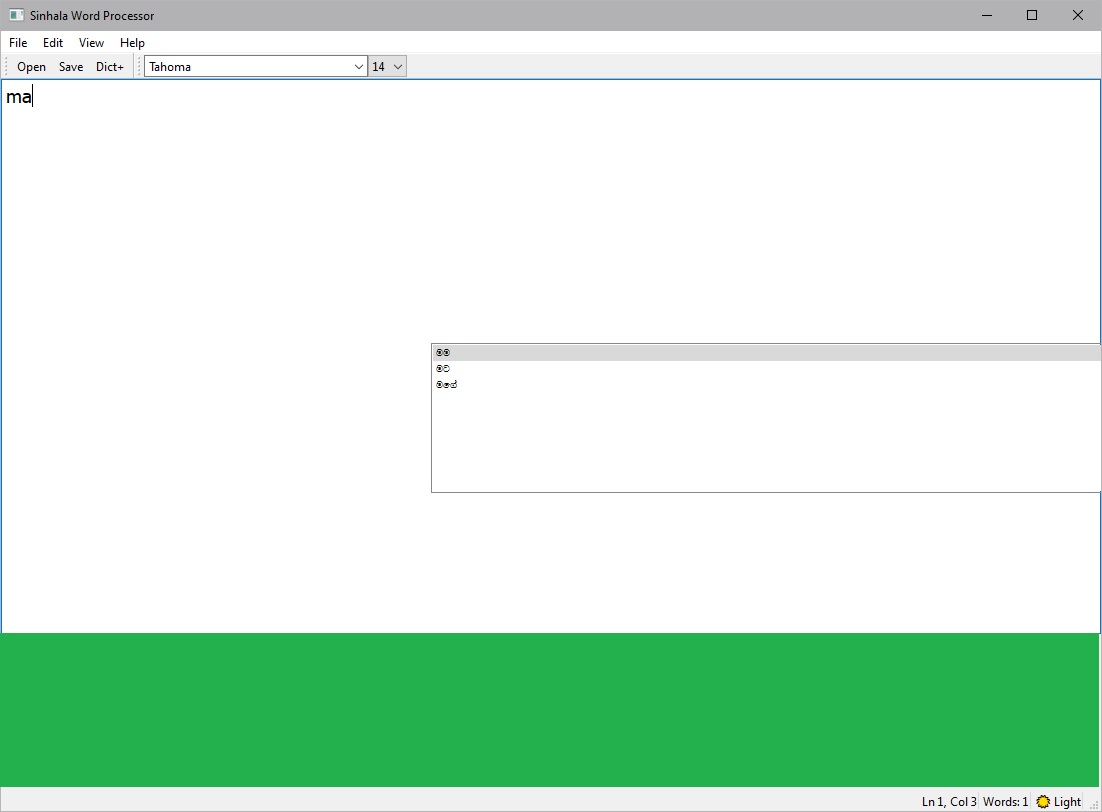 Sinhala Word Processor
File Edit View Help
Open Save Dict+ Tahoma 14
ma
මම
මට
මගේ
Ln 1, Col 3 Words: 1 Light